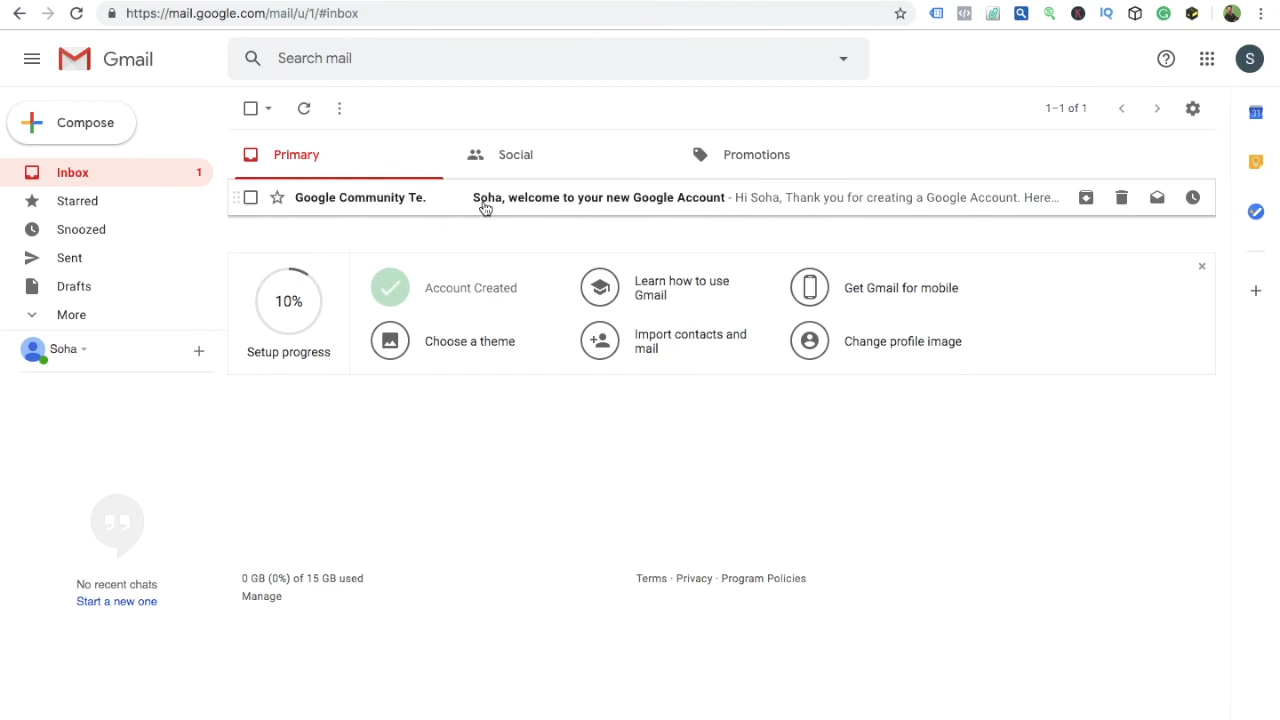 https://mail.google.com/mail/u/1/#inbox
IQ
Gmail
Search mail
S
Compose
1–1 of 1
31
Primary
Social
Promotions
Inbox 1
Starred
Snoozed
Sent
Drafts
More
Soha
Google Community Te. Soha, welcome to your new Google Account - Hi Soha, Thank you for creating a Google Account. Here…
10%
Setup progress
Account Created
Learn how to use
Gmail
Get Gmail for mobile
Choose a theme
Import contacts and
mail
Change profile image
No recent chats
Start a new one
0 GB (0%) of 15 GB used
Manage
Terms · Privacy · Program Policies